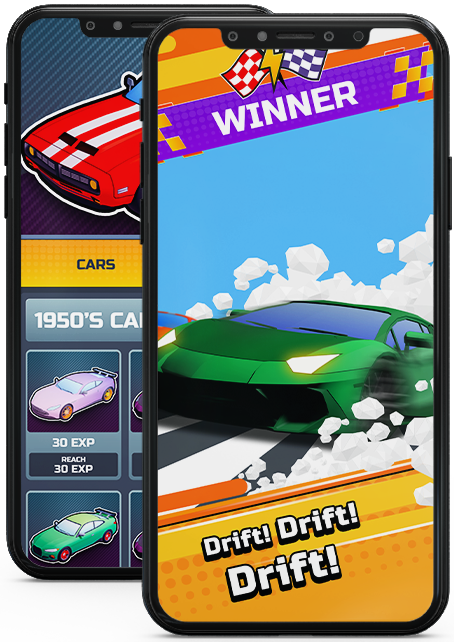 WINNER
CARS
1950'S CA
30 EXP
REACH
30 EXP
Drift! Drift!
Drift!